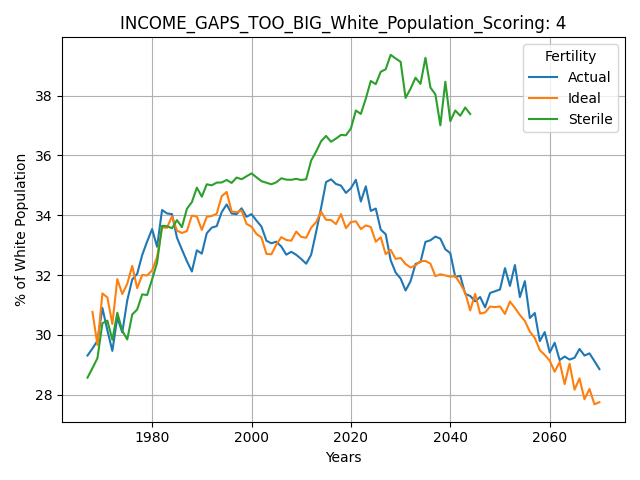 INCOME_GAPS_TOO_BIG_White_Population_Scoring: 4
Fertility
Actual
Ideal
Sterile
% of White Population
38
36
34
32
30
28
1980
2000
2020
2040
2060
Years